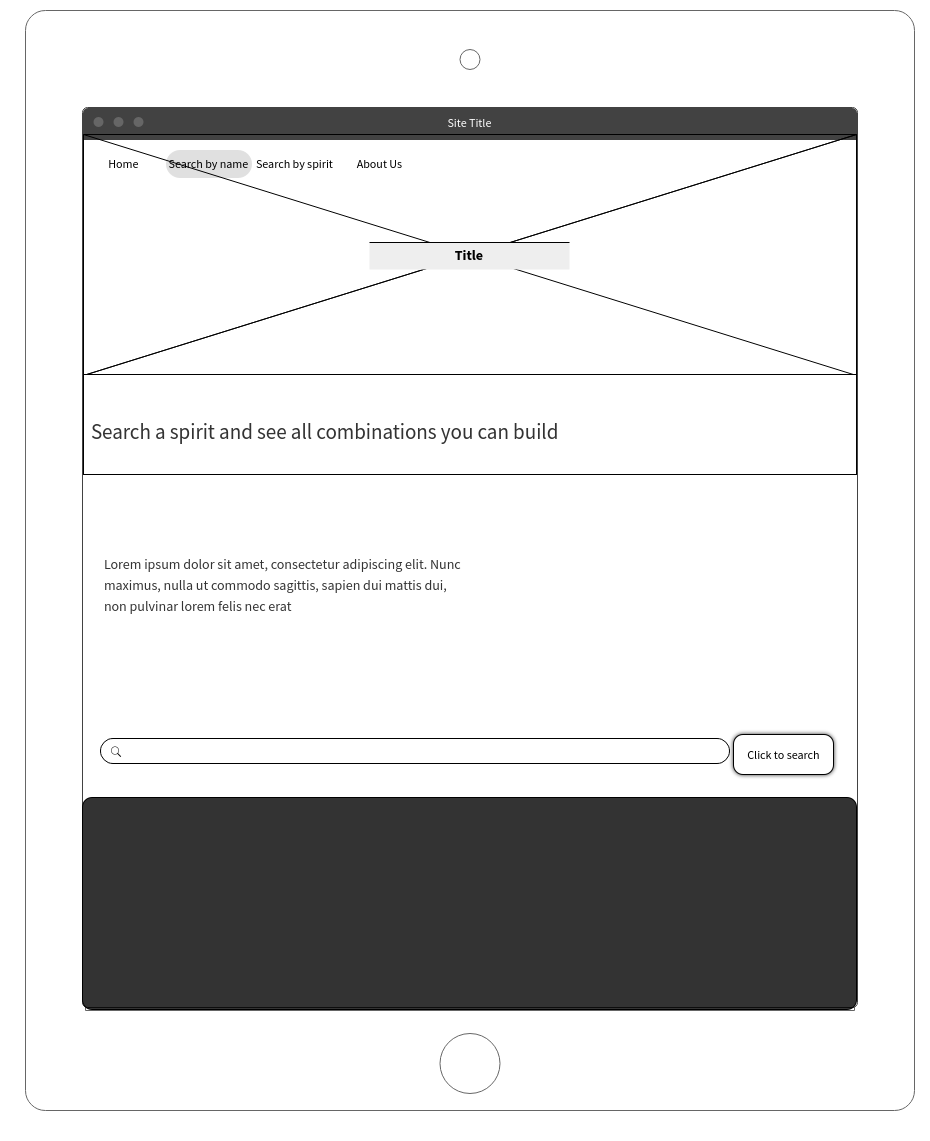 Site Title
Home Search by name Search by spirit About Us
Title
Search a spirit and see all combinations you can build
Lorem ipsum dolor sit amet, consectetur adipiscing elit. Nunc
maximus, nulla ut commodo sagittis, sapien dui mattis dui,
non pulvinar lorem felis nec erat
Click to search